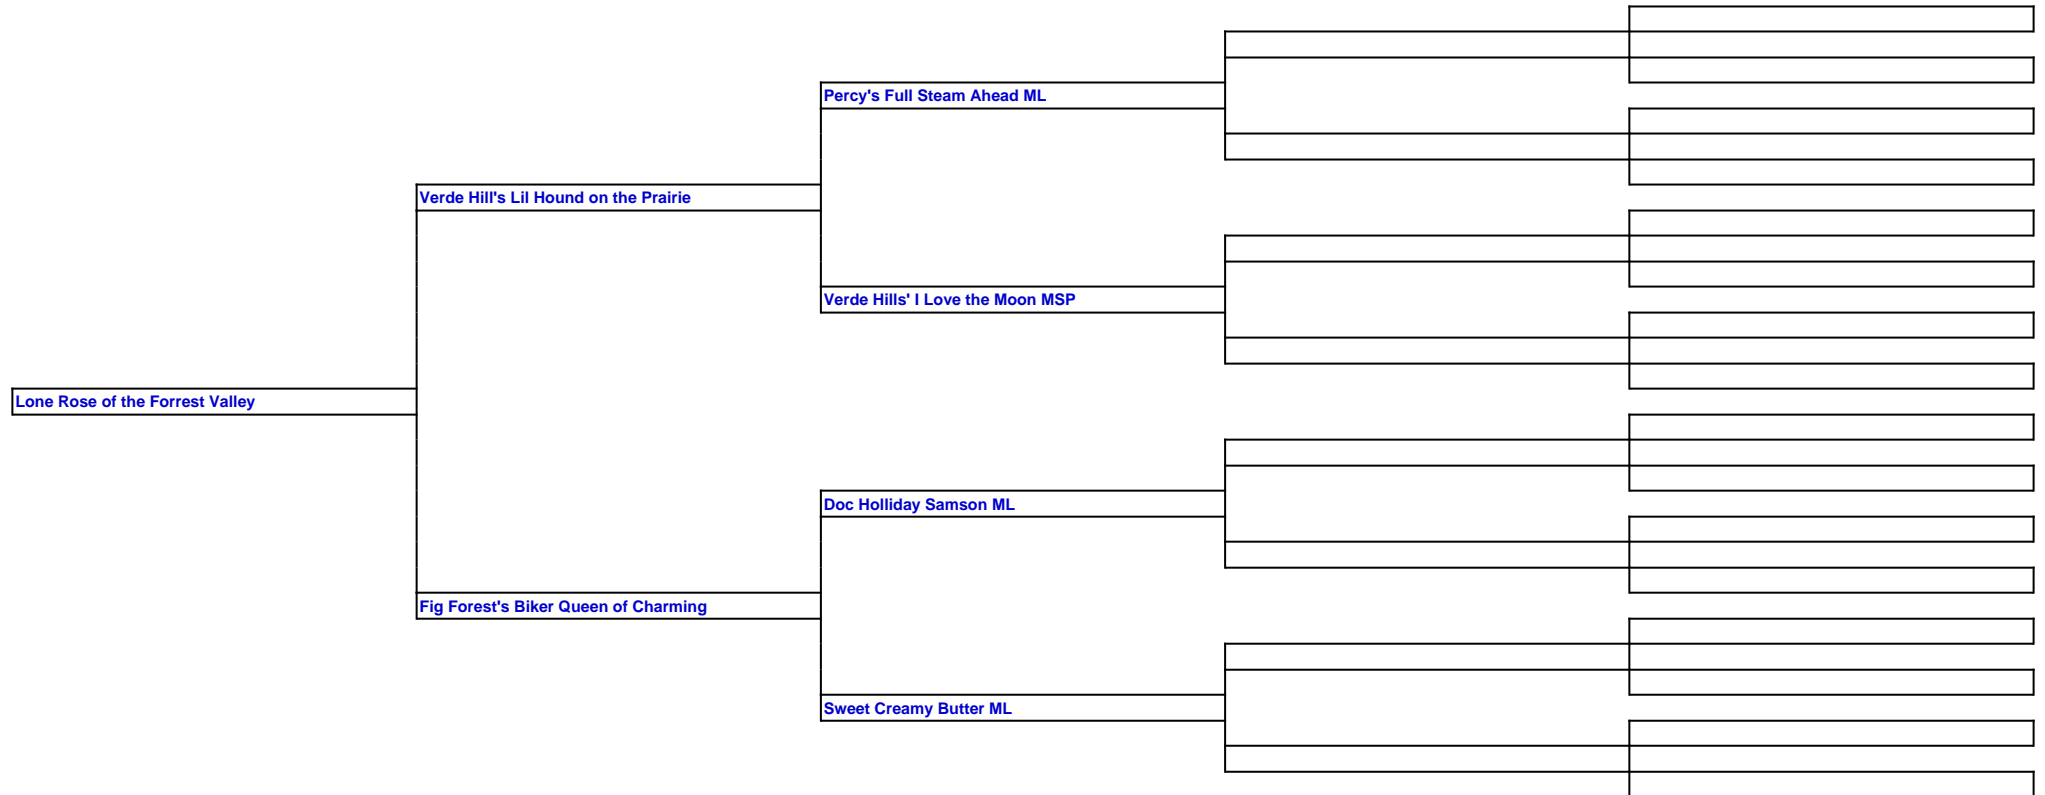 Percy's Full Steam Ahead ML
Verde Hill's Lil Hound on the Prairie
Verde Hills' I Love the Moon MSP
Lone Rose of the Forrest Valley
Doc Holliday Samson ML
Fig Forest's Biker Queen of Charming
Sweet Creamy Butter ML